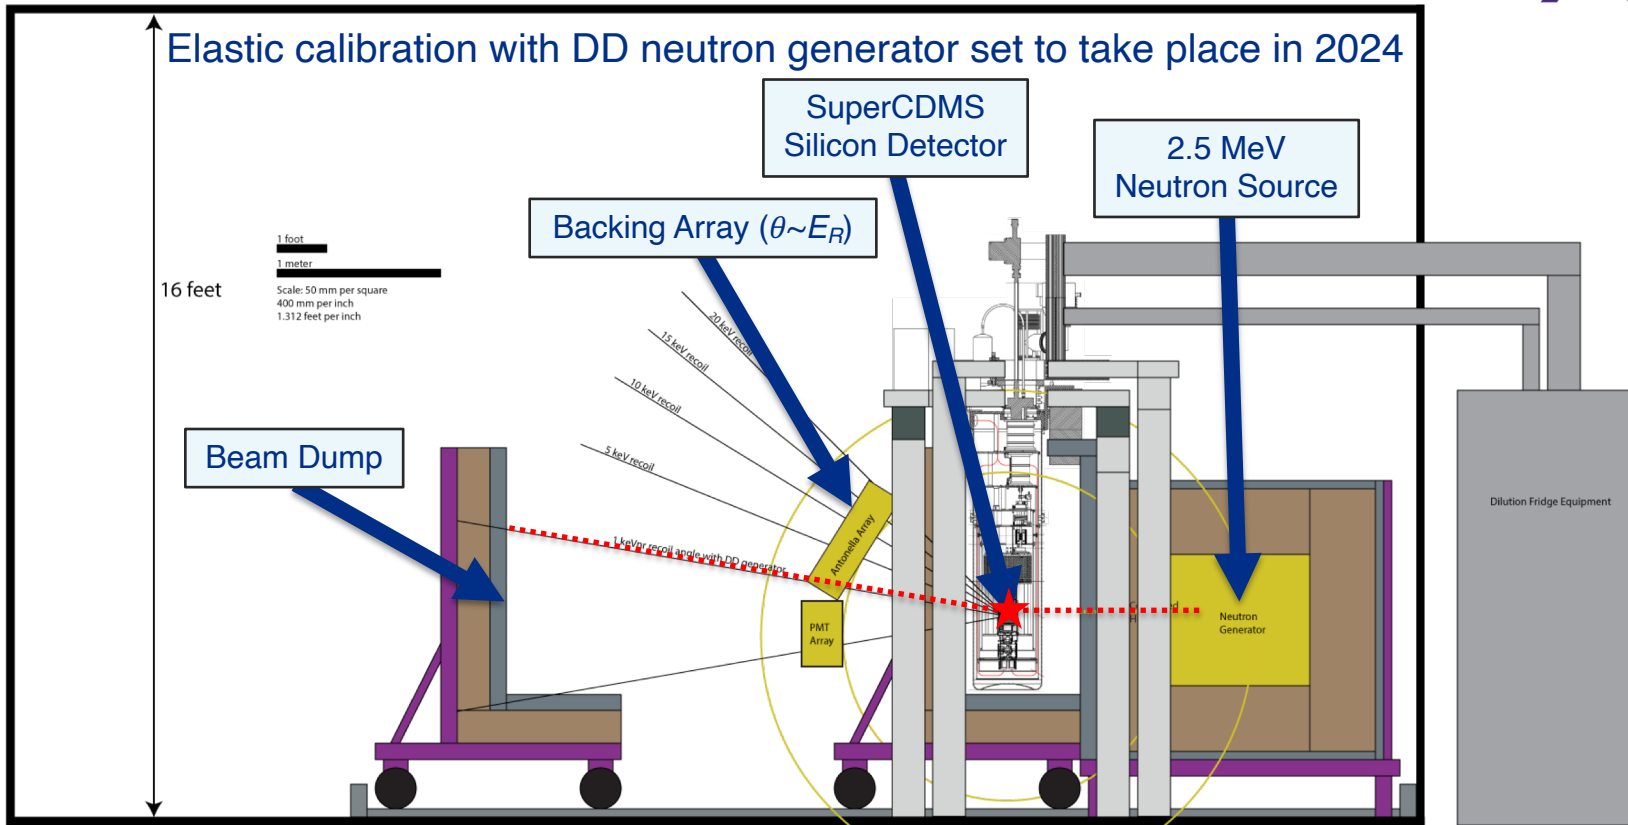 Elastic calibration with DD neutron generator set to take place in 2024
SuperCDMS
Silicon Detector
2.5 MeV
Neutron Source
Backing Array (θ~E_R)
1 foot
1 meter
Scale: 50 mm per square
400 mm per inch
1.312 feet per inch
16 feet
20 keV recoil
15 keV recoil
10 keV recoil
5 keV recoil
Beam Dump
1 keVnr recoil angle with DD generator
Antonella Array
PMT
Array
Neutron
Generator
Dilution Fridge Equipment